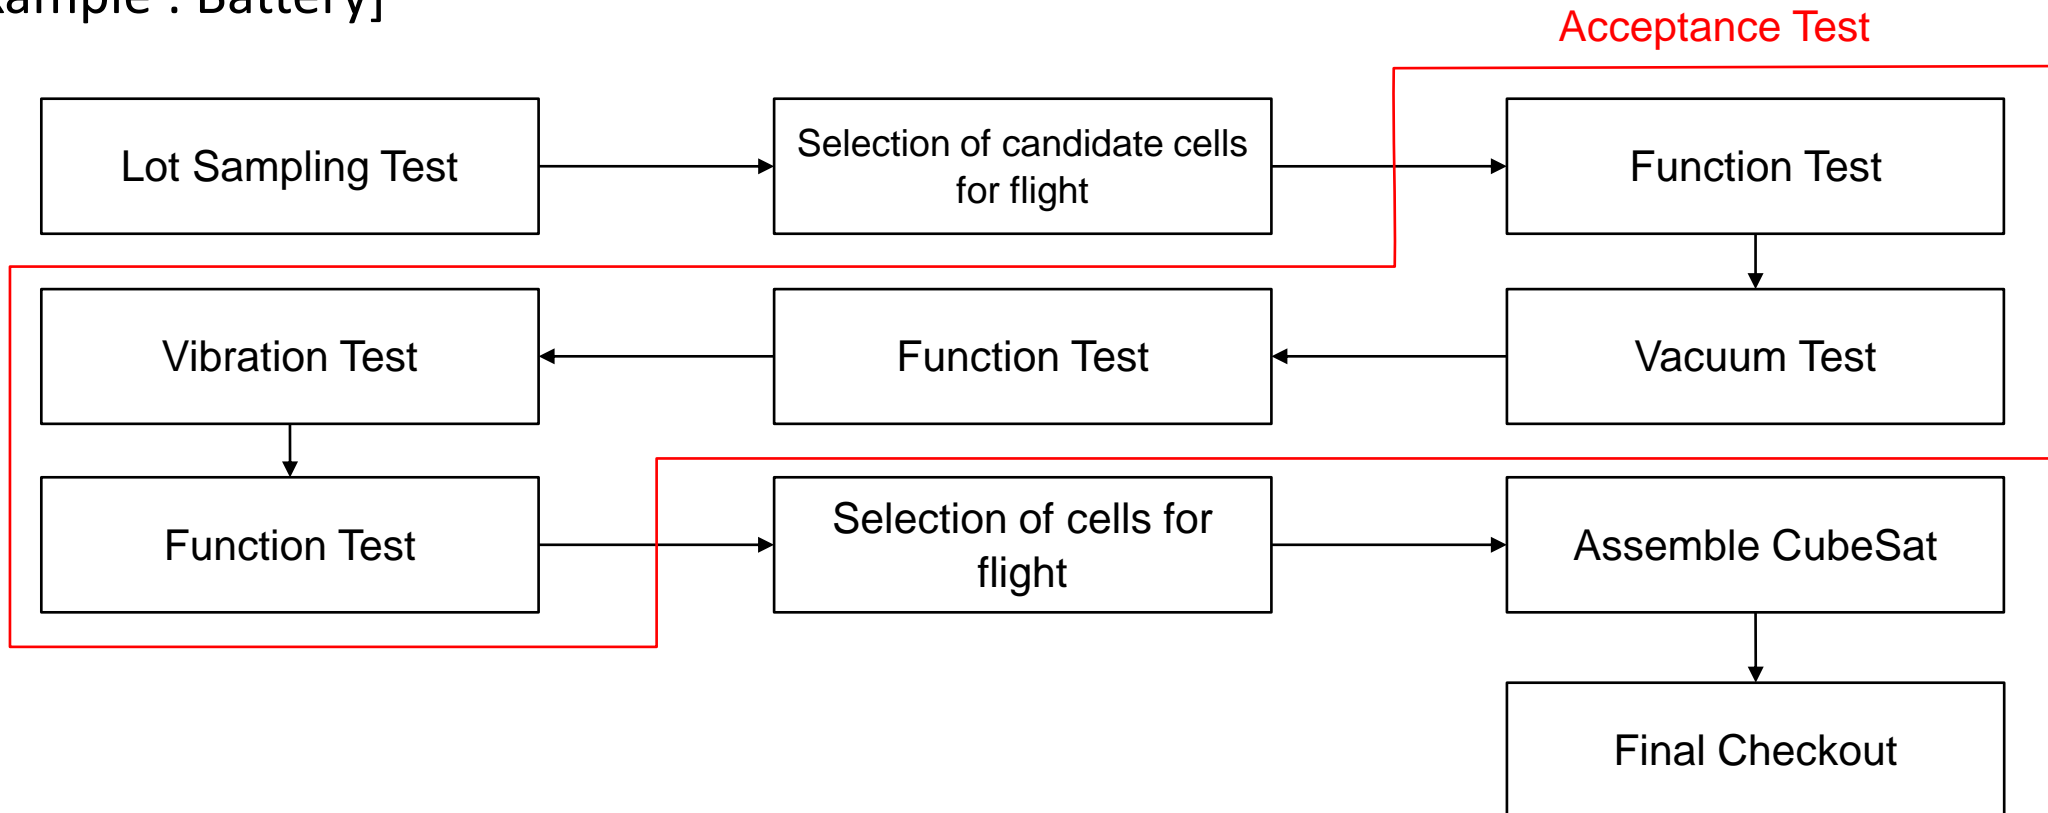 : Battery]
Acceptance Test
Lot Sampling Test
Selection of candidate cells
for flight
Function Test
Vibration Test
Function Test
Vacuum Test
Function Test
Selection of cells for
flight
Assemble CubeSat
Final Checkout